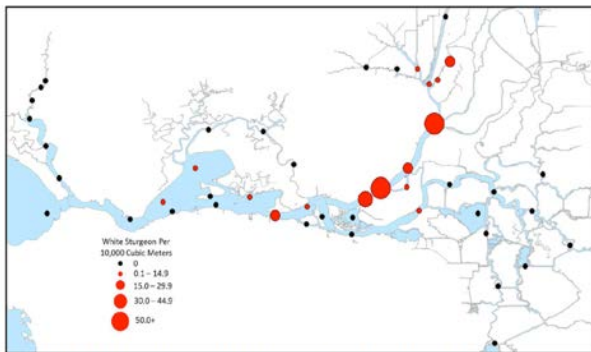 White Sturgeon Per
10,000 Cubic Meters
0
0.1 – 14.9
15.0 – 29.9
30.0 – 44.9
50.0+